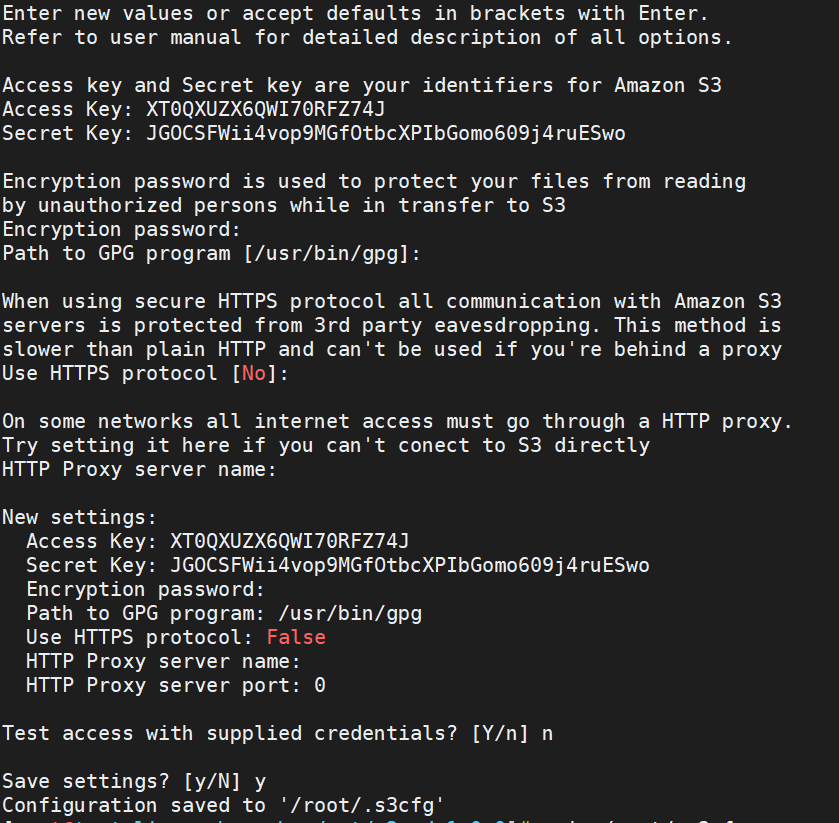 Enter new values or accept defaults in brackets with Enter.
Refer to user manual for detailed description of all options.
Access key and Secret key are your identifiers for Amazon S3
Access Key: XT0QXUZX6QWI70RFZ74J
Secret Key: JGOCSFWii4vop9MGfOtbcXPIbGomo609j4ruESwo
Encryption password is used to protect your files from reading
by unauthorized persons while in transfer to S3
Encryption password:
Path to GPG program [/usr/bin/gpg]:
When using secure HTTPS protocol all communication with Amazon S3
servers is protected from 3rd party eavesdropping. This method is
slower than plain HTTP and can't be used if you're behind a proxy
Use HTTPS protocol [No]:
On some networks all internet access must go through a HTTP proxy.
Try setting it here if you can't conect to S3 directly
HTTP Proxy server name:
New settings:
Access Key: XT0QXUZX6QWI70RFZ74J
Secret Key: JGOCSFWii4vop9MGfOtbcXPIbGomo609j4ruESwo
Encryption password:
Path to GPG program: /usr/bin/gpg
Use HTTPS protocol: False
HTTP Proxy server name:
HTTP Proxy server port: 0
Test access with supplied credentials? [Y/n] n
Save settings? [y/N] y
Configuration saved to '/root/.s3cfg'